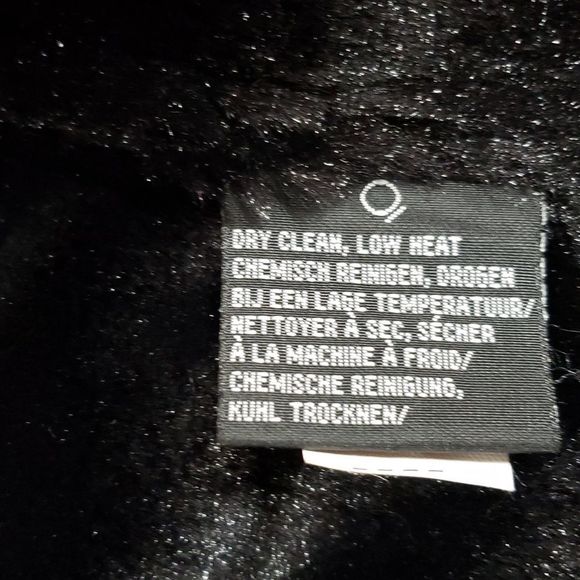 DRY CLEAN, LOW HEAT
CHEMISCH REINIGEN, DROGEN
BIJ EEN LAGE TEMPERATUUR/
NETTOYER À SEC, SÉCHER
À LA MACHINE À FROID/
CHEMISCHE REINIGUNG,
KUHL TROCKNEN/